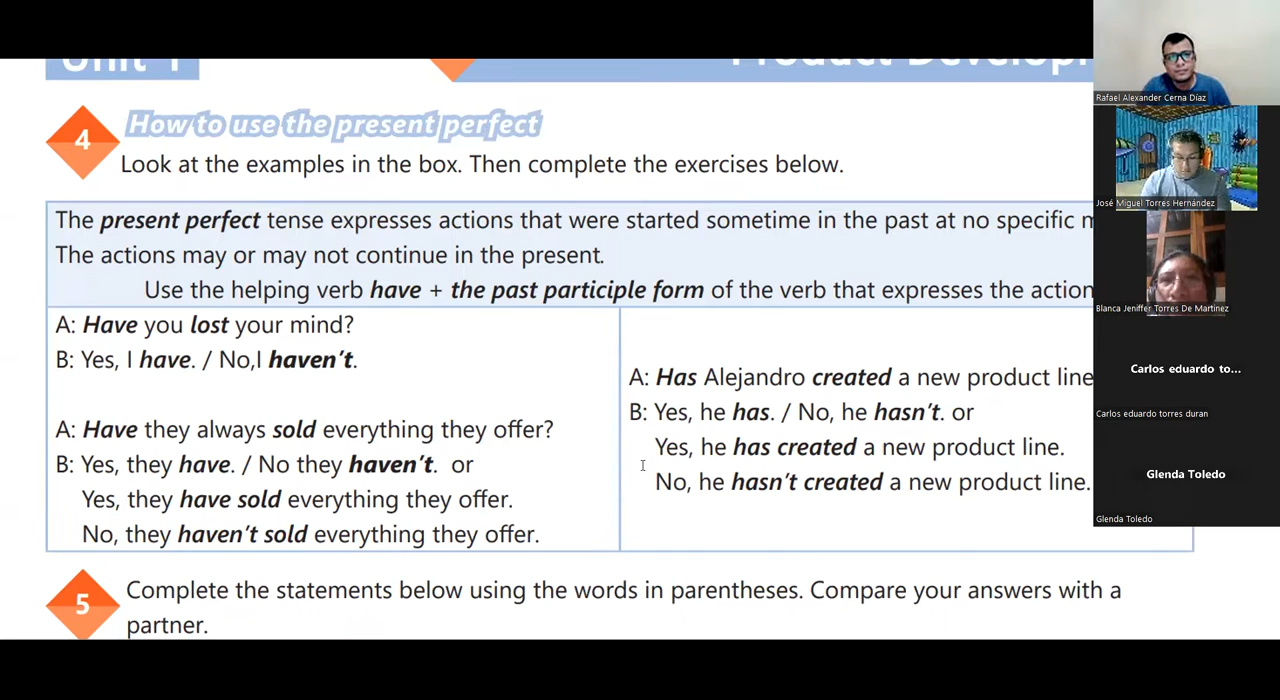 Unit 1
4
How to use the present perfect
Look at the examples in the box. Then complete the exercises below.
The present perfect tense expresses actions that were started sometime in the past at no specific
The actions may or may not continue in the present.
Use the helping verb have + the past participle form of the verb that expresses the action
A: Have you lost your mind?
B: Yes, I have. / No,I haven't.
A: Have they always sold everything they offer?
B: Yes, they have. / No they haven't. or
Yes, they have sold everything they offer.
No, they haven't sold everything they offer.
A: Has Alejandro created a new product line
B: Yes, he has. / No, he hasn't. or
Yes, he has created a new product line.
No, he hasn't created a new product line.
5
Complete the statements below using the words in parentheses. Compare your answers with a
partner.
Rafael Alexander Cerna Díaz
José Miguel Torres Hernández
Blanca Jeniffer Torres De Martinez
Carlos eduardo to...
Carlos eduardo torres duran
Glenda Toledo
Glenda Toledo